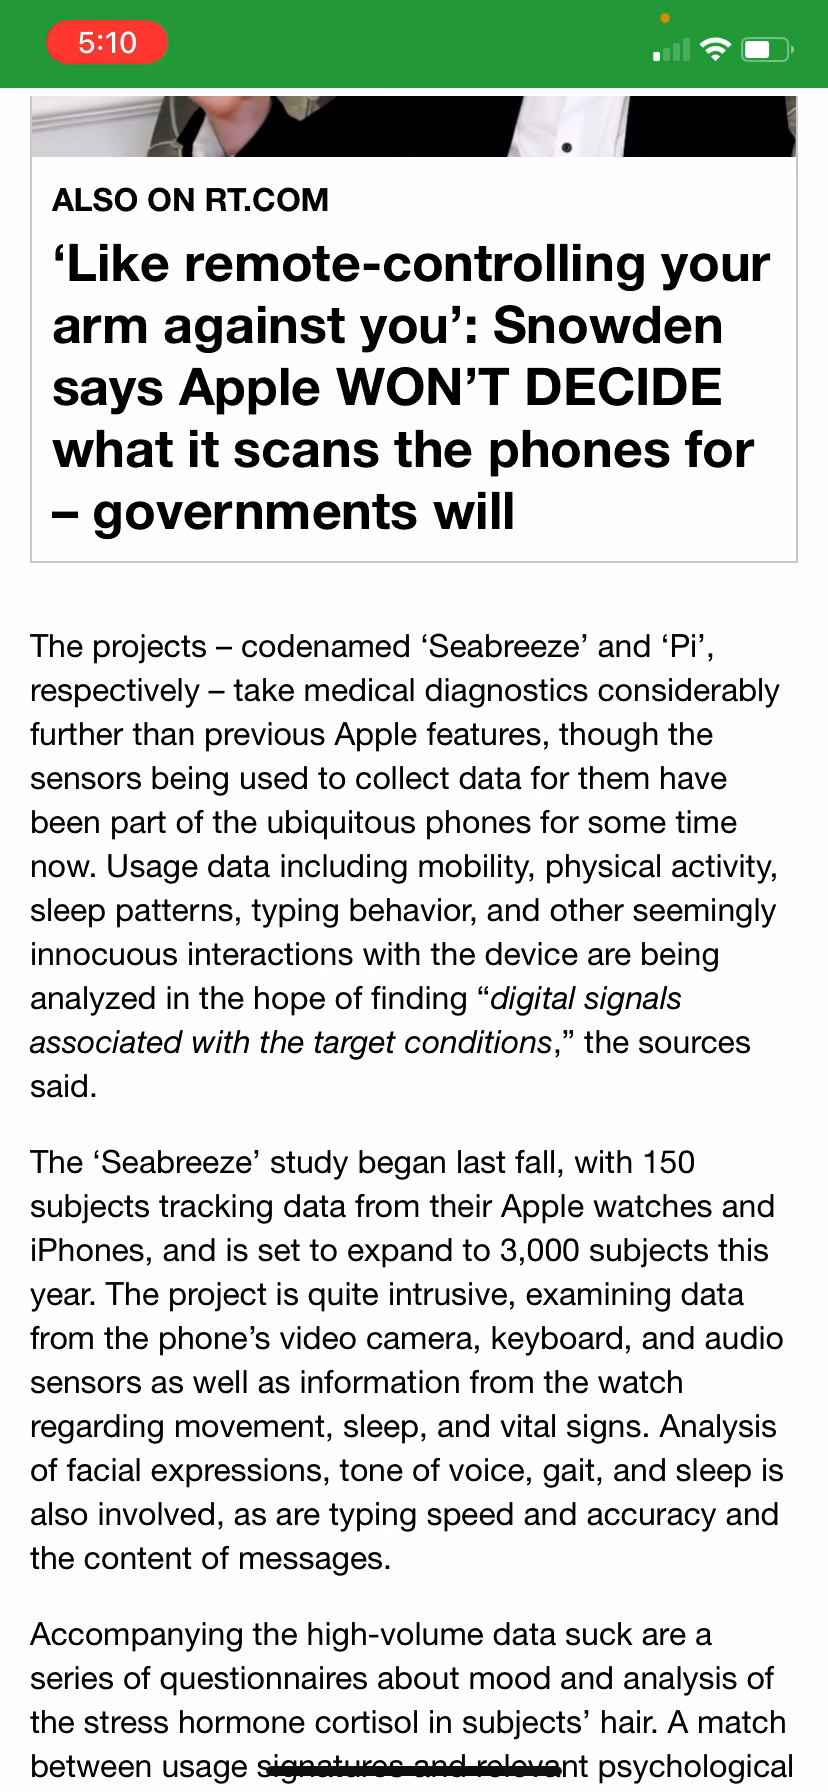 5:10
ALSO ON RT.COM
‘Like remote-controlling your
arm against you’: Snowden
says Apple WON’T DECIDE
what it scans the phones for
– governments will
The projects – codenamed ‘Seabreeze’ and ‘Pi’,
respectively – take medical diagnostics considerably
further than previous Apple features, though the
sensors being used to collect data for them have
been part of the ubiquitous phones for some time
now. Usage data including mobility, physical activity,
sleep patterns, typing behavior, and other seemingly
innocuous interactions with the device are being
analyzed in the hope of finding “digital signals
associated with the target conditions,” the sources
said.
The ‘Seabreeze’ study began last fall, with 150
subjects tracking data from their Apple watches and
iPhones, and is set to expand to 3,000 subjects this
year. The project is quite intrusive, examining data
from the phone’s video camera, keyboard, and audio
sensors as well as information from the watch
regarding movement, sleep, and vital signs. Analysis
of facial expressions, tone of voice, gait, and sleep is
also involved, as are typing speed and accuracy and
the content of messages.
Accompanying the high-volume data suck are a
series of questionnaires about mood and analysis of
the stress hormone cortisol in subjects’ hair. A match
between usage signatures and relevant psychological